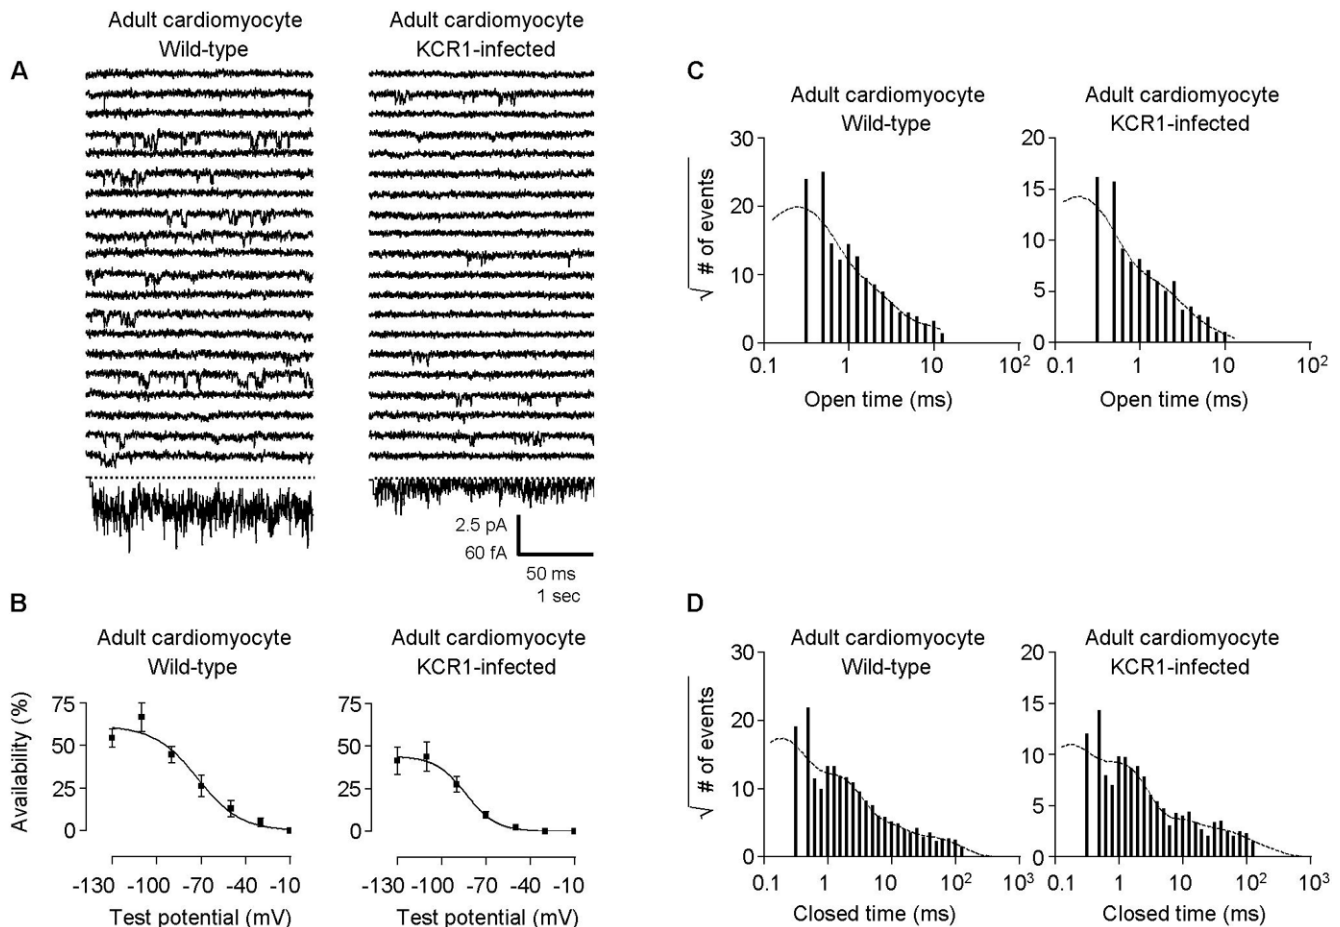 A
Adult cardiomyocyte
Wild-type
Adult cardiomyocyte
KCR1-infected
2.5 pA
60 fA
50 ms
1 sec
B
Adult cardiomyocyte
Wild-type
Availability (%)
75
50
25
0
-130 -100 -70 -40 -10
Test potential (mV)
Adult cardiomyocyte
KCR1-infected
75
50
25
0
-130 -100 -70 -40 -10
Test potential (mV)
C
Adult cardiomyocyte
Wild-type
√ # of events
30
20
10
0
0.1 1 10 10²
Open time (ms)
Adult cardiomyocyte
KCR1-infected
20
15
10
5
0
0.1 1 10 10²
Open time (ms)
D
Adult cardiomyocyte
Wild-type
√ # of events
30
20
10
0
0.1 1 10 10² 10³
Closed time (ms)
Adult cardiomyocyte
KCR1-infected
20
15
10
5
0
0.1 1 10 10² 10³
Closed time (ms)